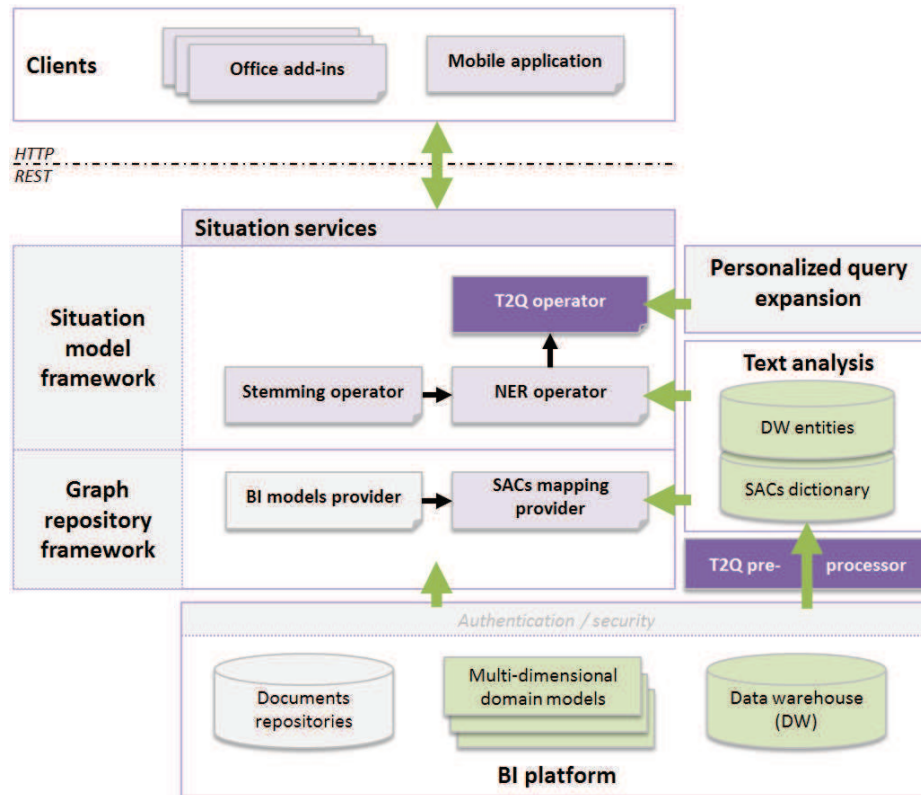 Clients
Office add-ins
Mobile application
HTTP
REST
Situation services
Situation
model
framework
T2Q operator
Stemming operator
NER operator
Personalized query
expansion
Text analysis
DW entities
SACs dictionary
Graph
repository
framework
BI models provider
SACs mapping
provider
T2Q pre- processor
Authentication / security
Documents
repositories
Multi-dimensional
domain models
Data warehouse
(DW)
BI platform